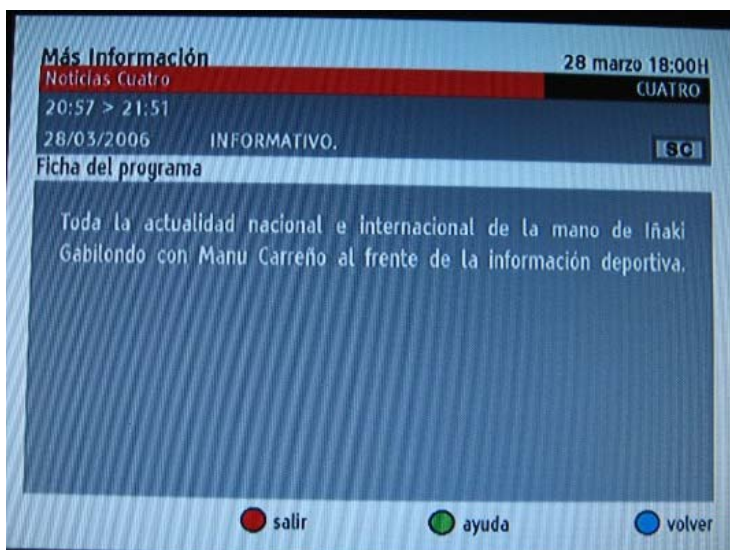 Más Información 28 marzo 18:00H
Noticias Cuatro CUATRO
20:57 > 21:51
28/03/2006 INFORMATIVO. SC
Ficha del programa
Toda la actualidad nacional e internacional de la mano de Iñaki
Gabilondo con Manu Carreño al frente de la información deportiva.
salir ayuda volver